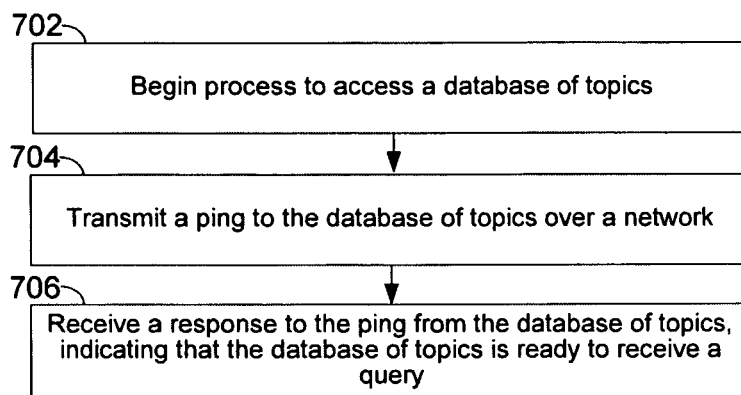 702
Begin process to access a database of topics
704
Transmit a ping to the database of topics over a network
706
Receive a response to the ping from the database of topics,
indicating that the database of topics is ready to receive a
query